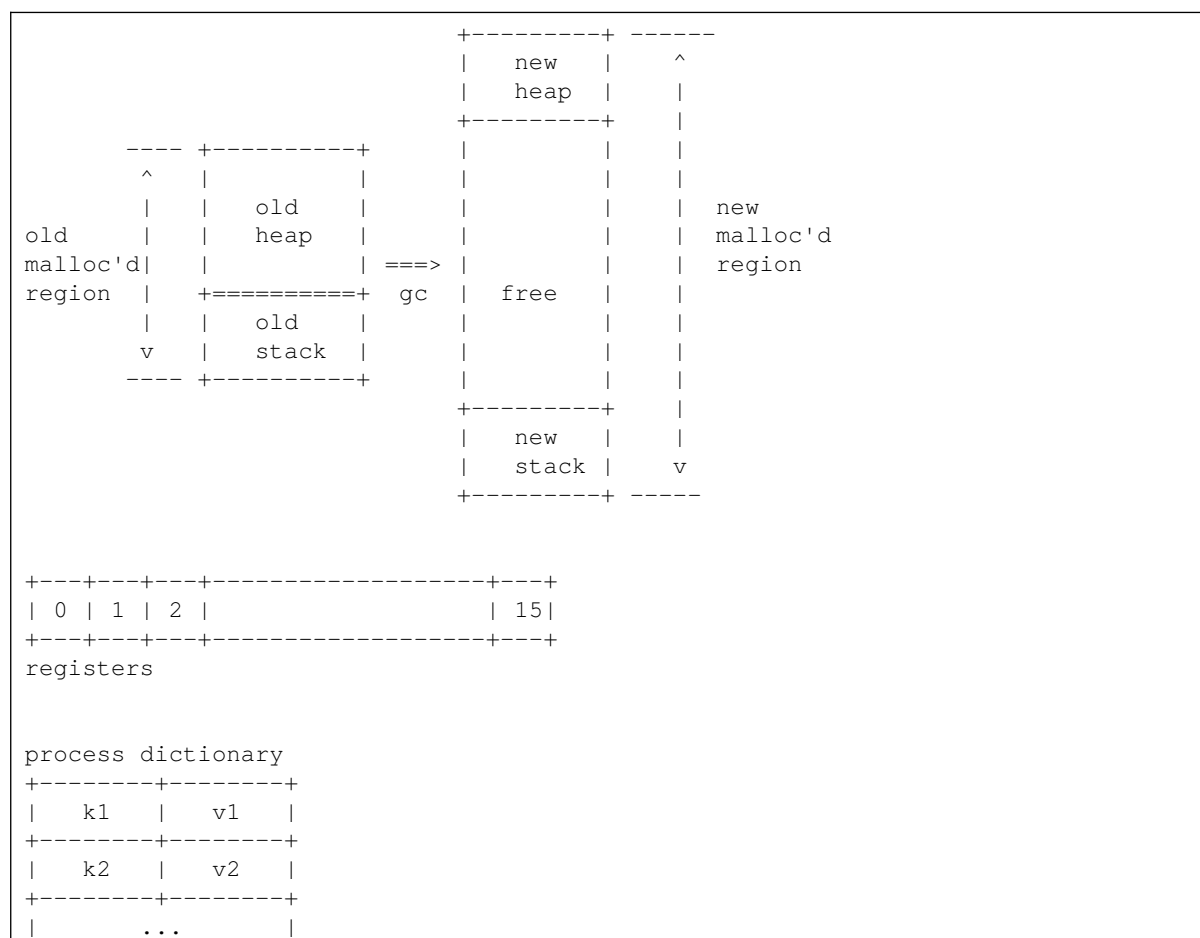 +---------+ ------
                               |   new   |    ^
                               |   heap  |    |
                               +---------+    |
       ---- +----------+       |         |    |
        ^   |          |       |         |    |
        |   |   old    |       |         |    |  new
old     |   |   heap   |       |         |    |  malloc'd
malloc'd|   |          | ===>  |         |    |  region
region  |   +==========+  gc   |  free   |    |
        |   |   old    |       |         |    |
        v   |   stack  |       |         |    |
       ---- +----------+       |         |    |
                               +---------+    |
                               |   new   |    |
                               |   stack |    v
                               +---------+ -----
+---+---+---+-------------------+---+
| 0 | 1 | 2 |                   | 15|
+---+---+---+-------------------+---+
registers
process dictionary
+--------+--------+
|   k1   |   v1   |
+--------+--------+
|   k2   |   v2   |
+--------+--------+
|       ...       |